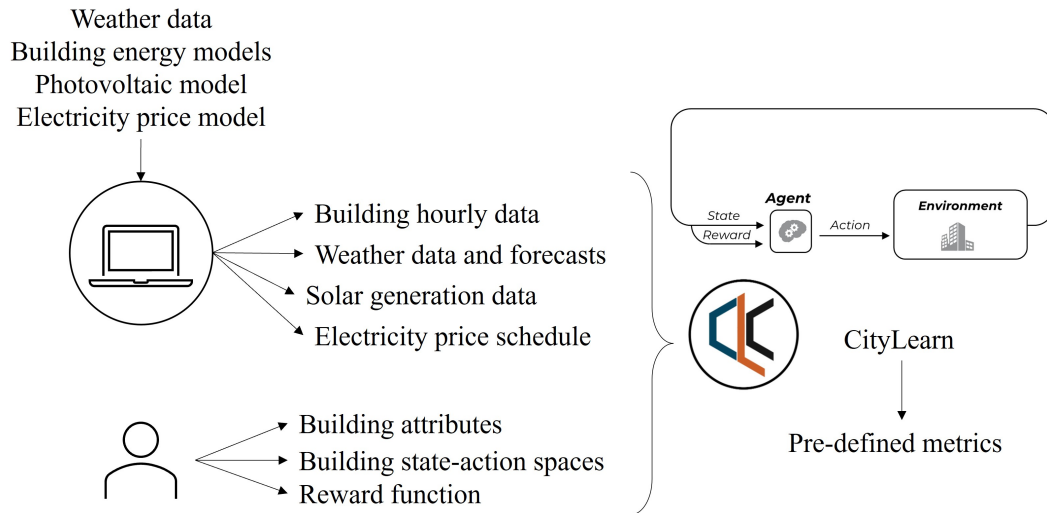 Weather data
Building energy models
Photovoltaic model
Electricity price model
Building hourly data
Weather data and forecasts
Solar generation data
Electricity price schedule
Building attributes
Building state-action spaces
Reward function
Agent
State
Reward
Action
Environment
CityLearn
Pre-defined metrics